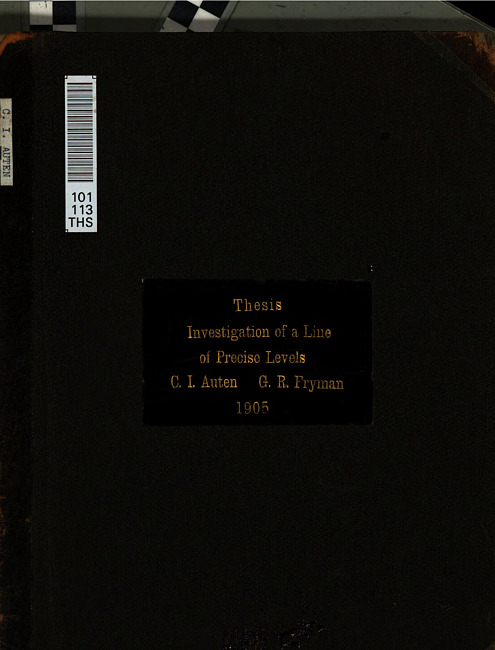 C. I. AUTEN
101
113
THS
Thesis
Investigation of a Line
of Precise Levels
C. I. Auten G. R. Fryman
1905